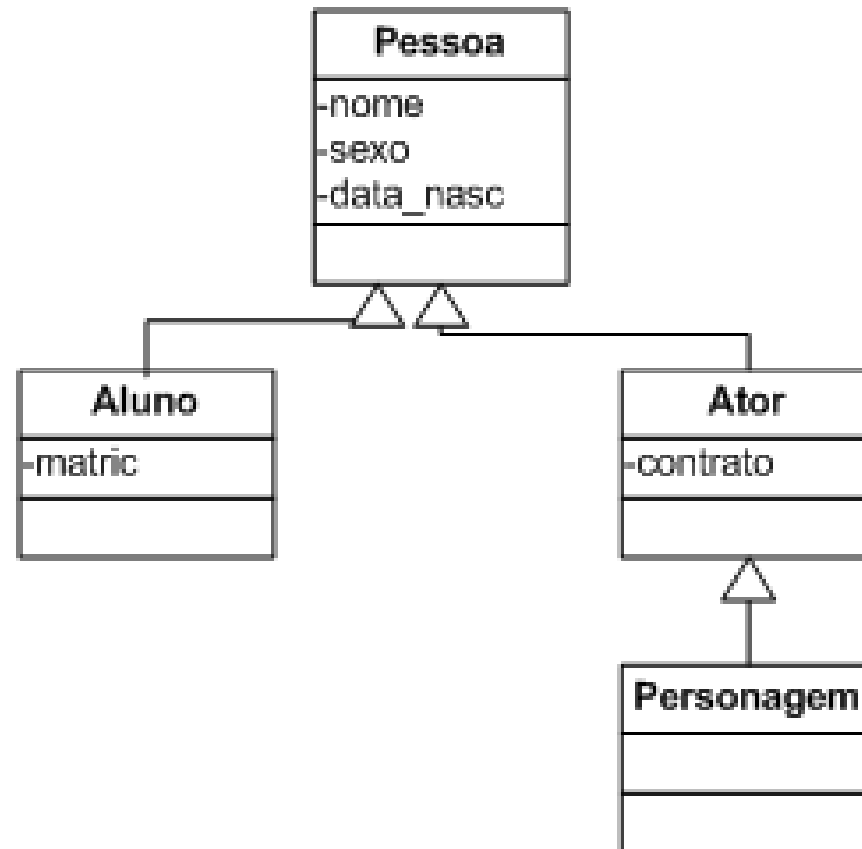 Pessoa
-nome
-sexo
-data_nasc
Aluno
-matric
Ator
-contrato
Personagem